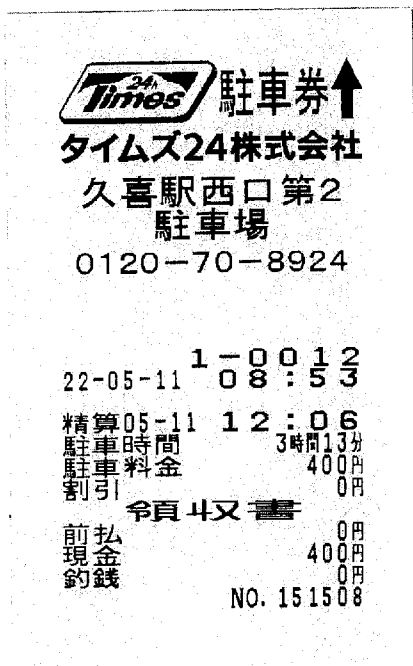 24h
Times 駐車券↑
タイムズ24株式会社
久喜駅西口第2
駐車場
0120-70-8924
1-0012
22-05-11 08:53
精算05-11 12:06
駐車時間 3時間13分
駐車料金 400円
割引 0円
領収書
前払 0円
現金 400円
釣銭 0円
NO. 151508